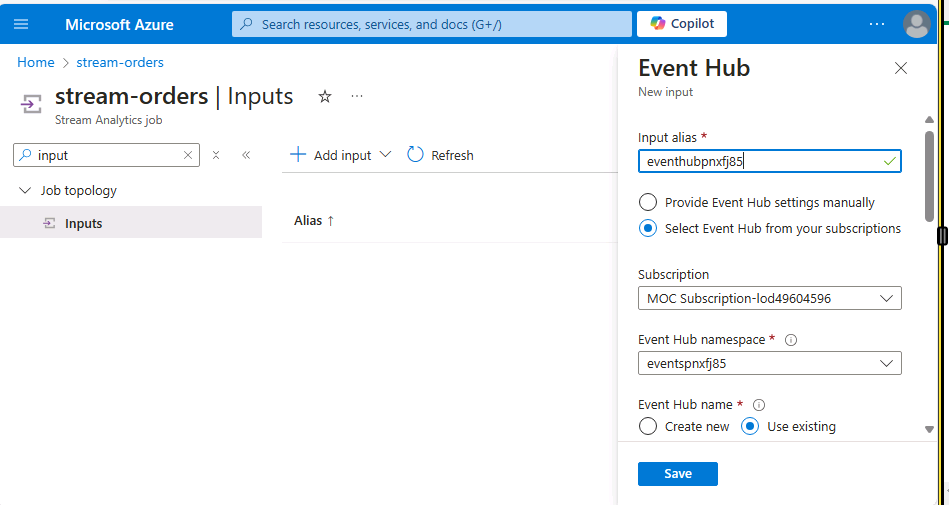 Microsoft Azure
Search resources, services, and docs (G+/)
Copilot
Home > stream-orders
stream-orders | Inputs
Stream Analytics job
input
Add input
Refresh
Job topology
Inputs
Alias ↑
Event Hub
New input
Input alias *
eventhubpnxfj85
Provide Event Hub settings manually
Select Event Hub from your subscriptions
Subscription
MOC Subscription-lod49604596
Event Hub namespace *
eventspnxfj85
Event Hub name *
Create new Use existing
Save